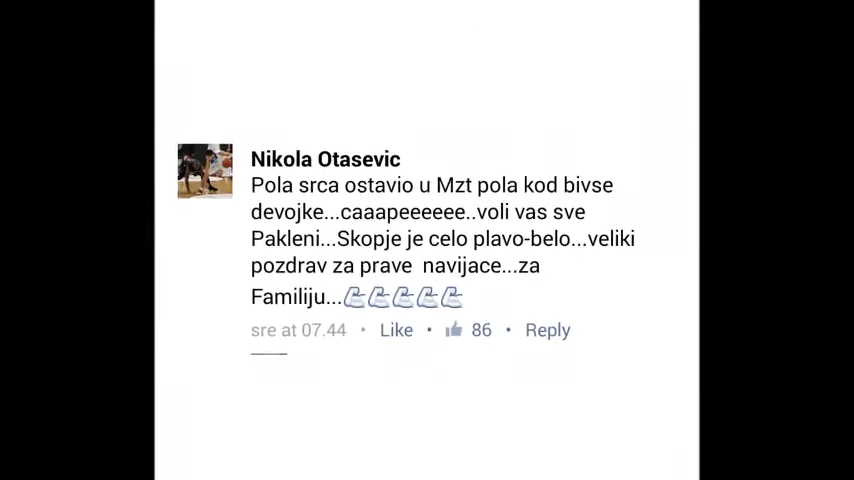 Nikola Otasevic
Pola srca ostavio u Mzt pola kod bivse
devojke...caaapeeeeee..voli vas sve
Pakleni...Skopje je celo plavo-belo...veliki
pozdrav za prave navijace...za
Familiju...💪💪💪💪💪
sre at 07.44 • Like • 86 • Reply